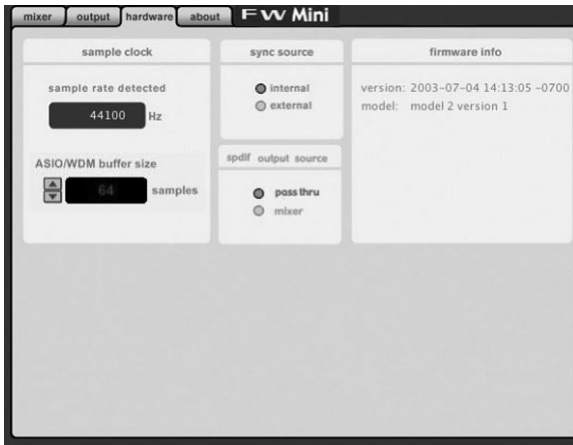 mixer output hardware about FW Mini
sample clock
sample rate detected
44100 Hz
ASIO/WDM buffer size
64 samples
sync source
internal
external
spdif output source
pass thru
mixer
firmware info
version: 2003-07-04 14:13:05 -0700
model: model 2 version 1